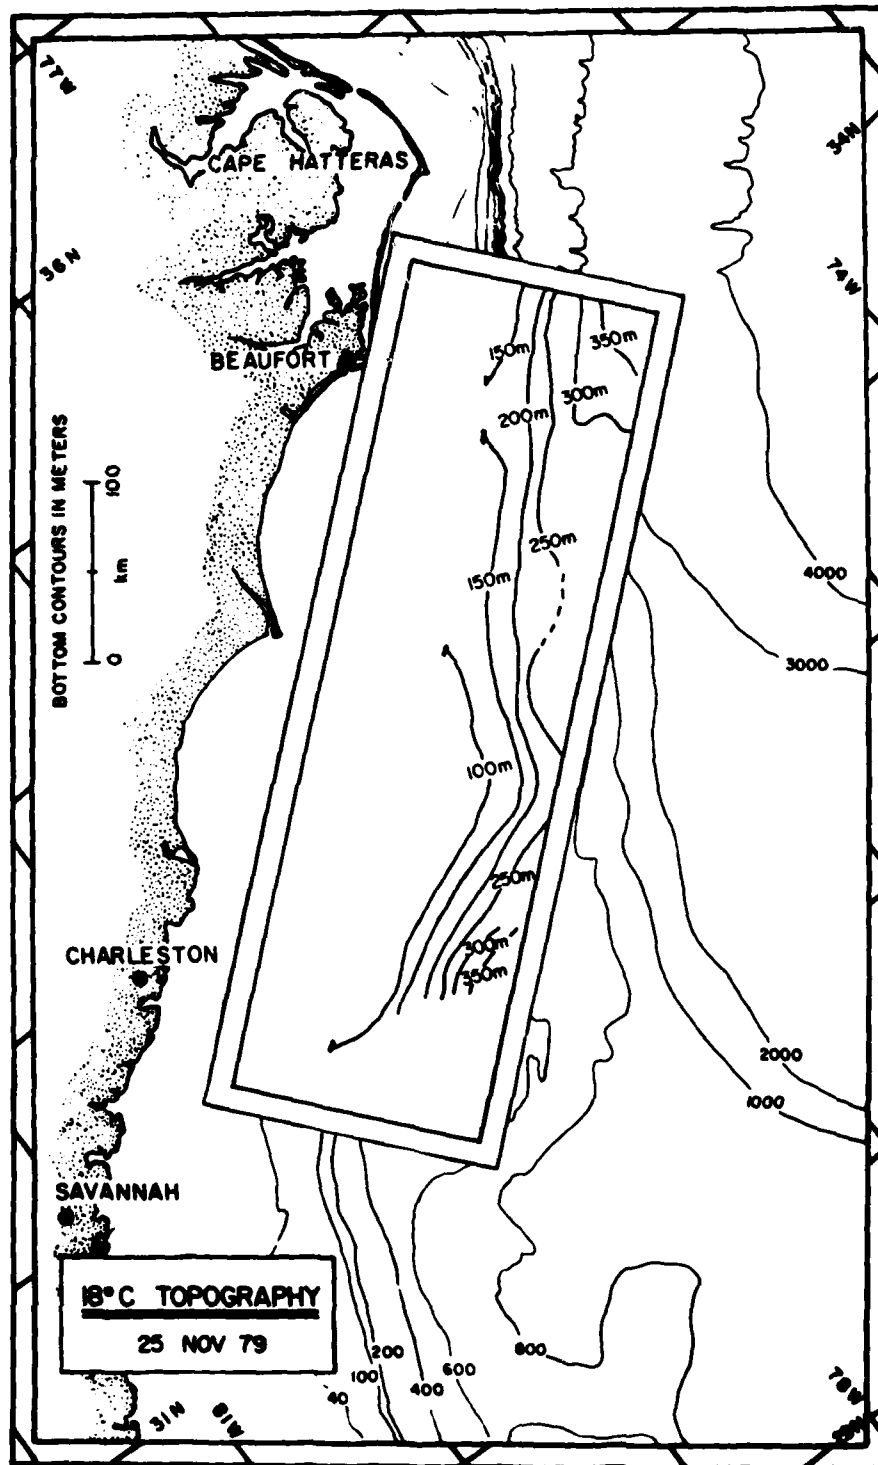 77W
34N
CAPE HATTERAS
36N
74W
150m
350m
BEAUFORT
300m
200m
BOTTOM CONTOURS IN METERS
100
km
0
250m
150m
4000
3000
100m
250m
CHARLESTON
300m
350m
2000
1000
SAVANNAH
18°C TOPOGRAPHY
25 NOV 79
200
100
40
400
600
800
31N
81W
78W